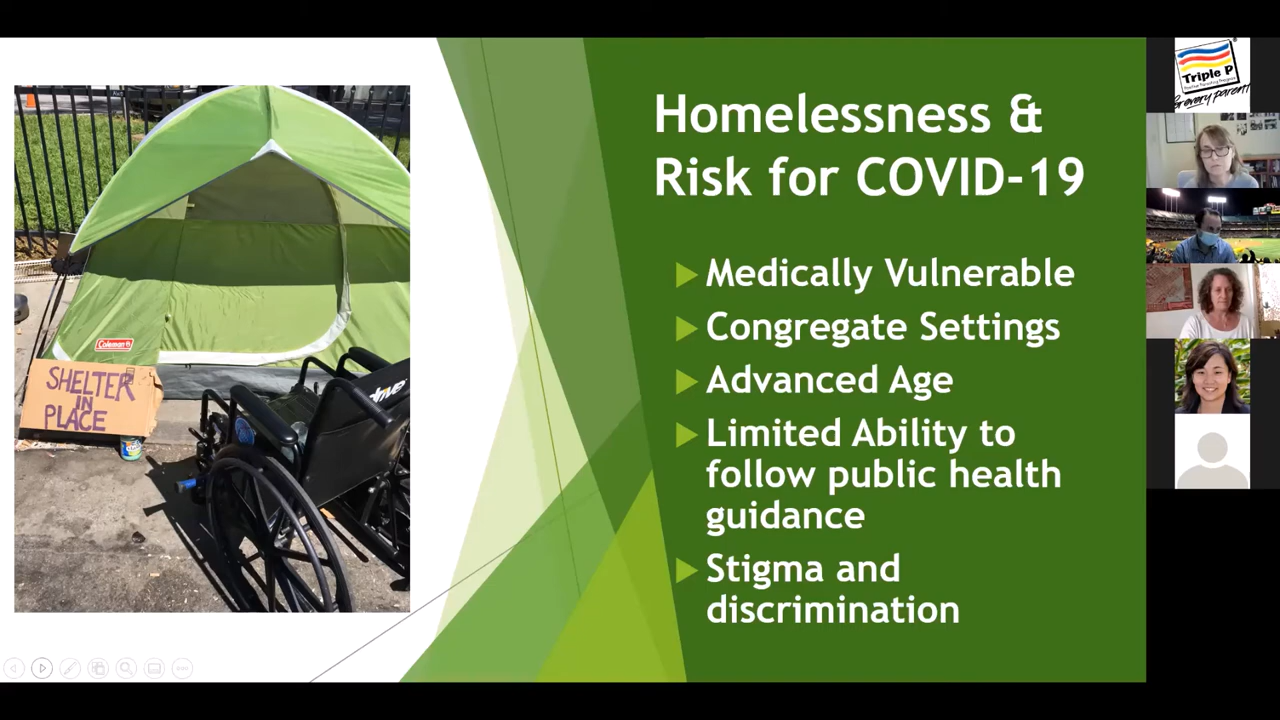 Homelessness &
Risk for COVID-19
Medically Vulnerable
Congregate Settings
Advanced Age
Limited Ability to
follow public health
guidance
Stigma and
discrimination
Coleman
SHELTER
IN
PLACE
drive
Triple P